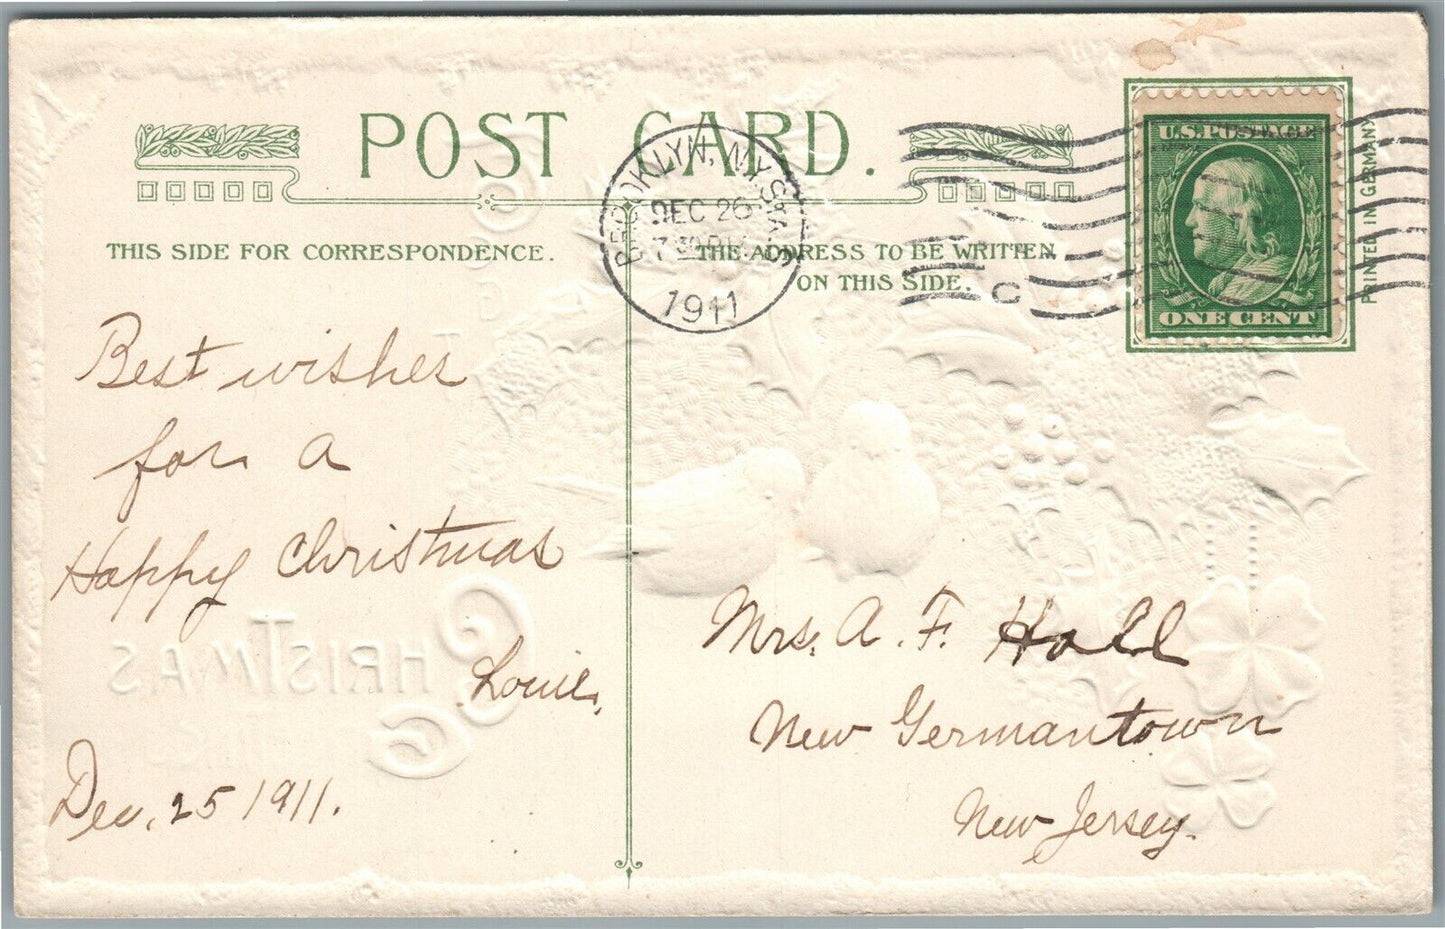 POST CARD.
THIS SIDE FOR CORRESPONDENCE.
THE ADDRESS TO BE WRITTEN
ON THIS SIDE.
BROOKLYN, N.Y.
DEC 26
7 30 P
1911
C
U.S. POSTAGE
ONE CENT
PRINTED IN GERMANY
Best wishes
for a
Happy Christmas
Louie,
Dec, 25 1911.
Mrs. A. F. Hall
New Germantown
New Jersey.
CHRISTMAS